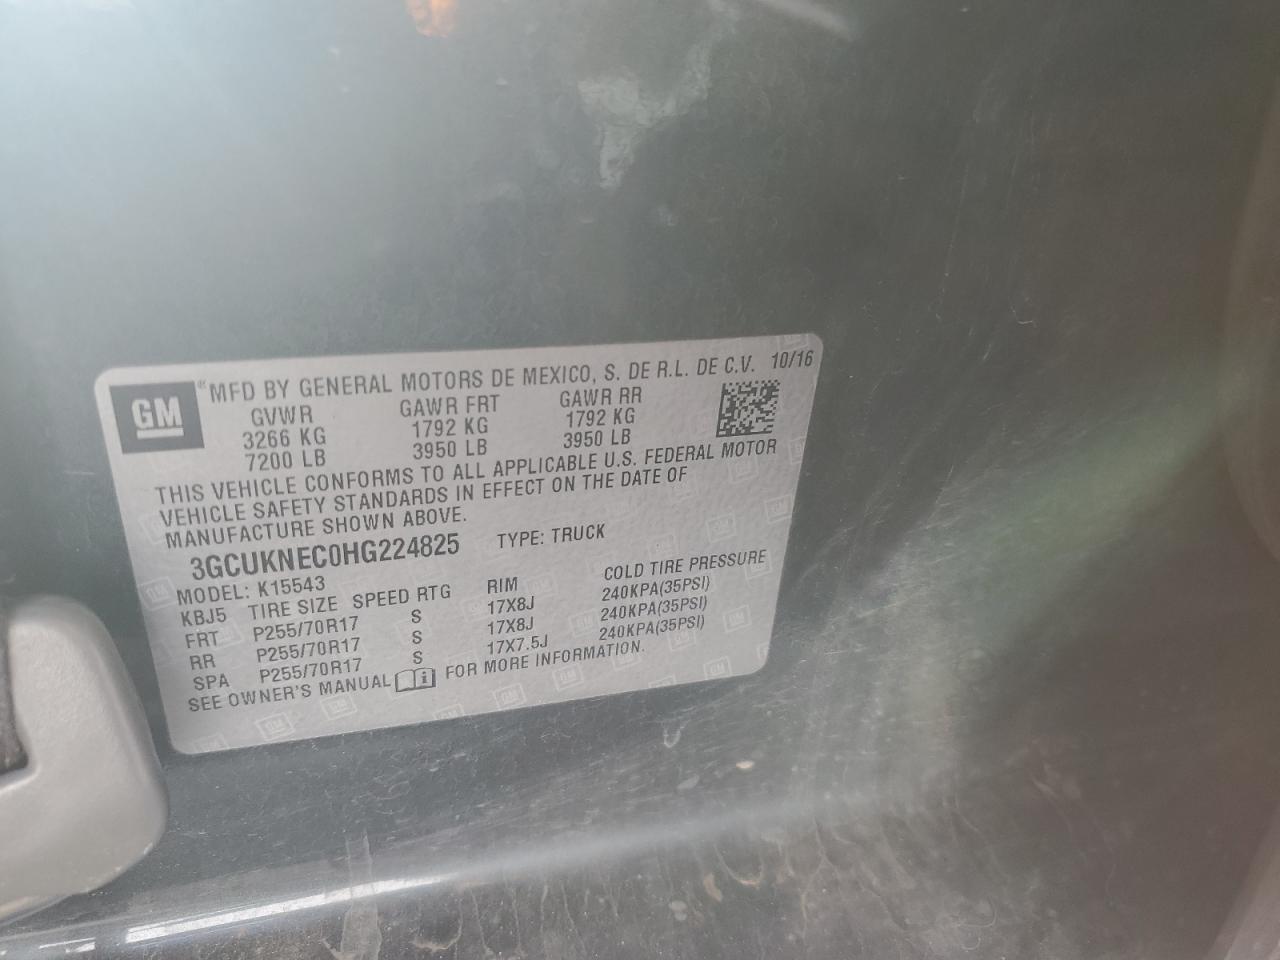 GM ® MFD BY GENERAL MOTORS DE MEXICO, S. DE R.L. DE C.V. 10/16
GVWR GAWR FRT GAWR RR
3266 KG 1792 KG 1792 KG
7200 LB 3950 LB 3950 LB
THIS VEHICLE CONFORMS TO ALL APPLICABLE U.S. FEDERAL MOTOR
VEHICLE SAFETY STANDARDS IN EFFECT ON THE DATE OF
MANUFACTURE SHOWN ABOVE.
3GCUKNEC0HG224825 TYPE: TRUCK
MODEL: K15543
KBJ5 TIRE SIZE SPEED RTG RIM COLD TIRE PRESSURE
FRT P255/70R17 S 17X8J 240KPA(35PSI)
RR P255/70R17 S 17X8J 240KPA(35PSI)
SPA P255/70R17 S 17X7.5J 240KPA(35PSI)
SEE OWNER'S MANUAL i FOR MORE INFORMATION.